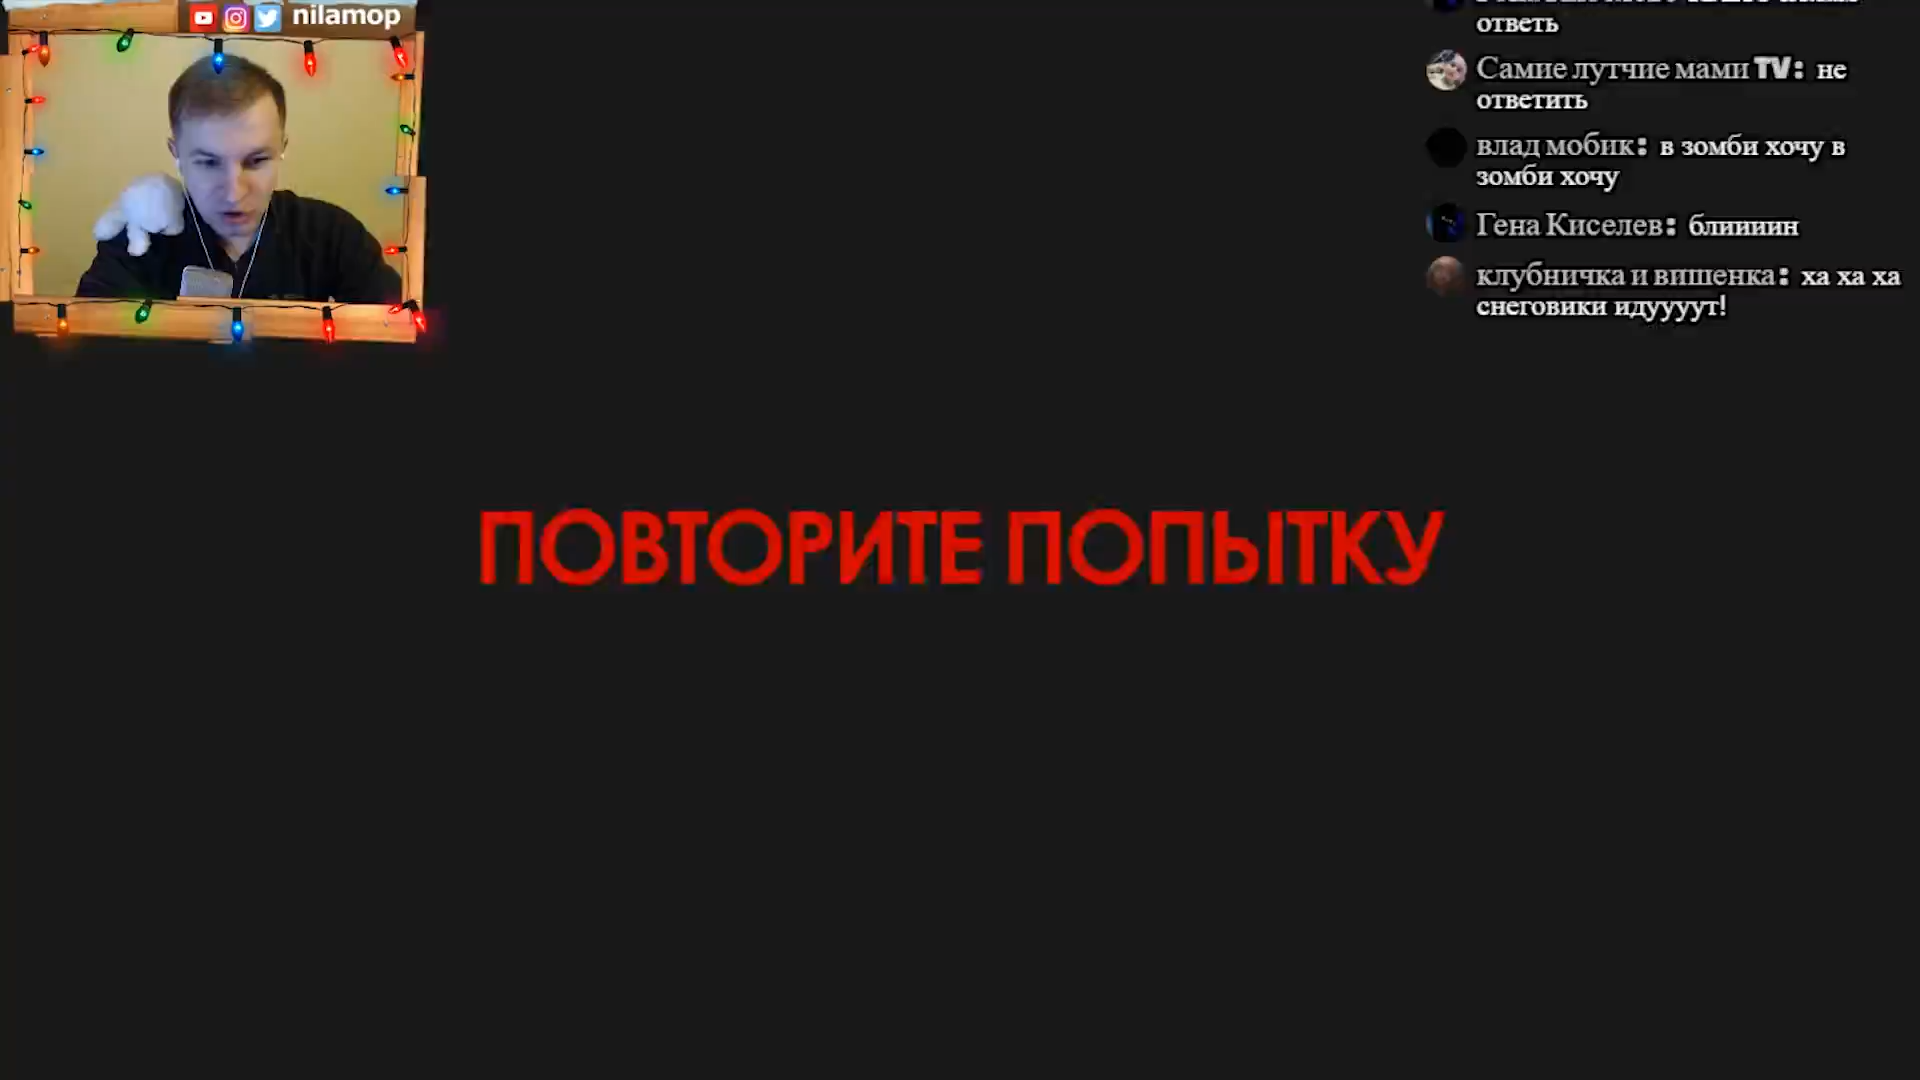 nilamop
ответь
Самие лутчие мами TV: не
ответить
влад мобик: в зомби хочу в
зомби хочу
Гена Киселев: блиииин
клубничка и вишенка: ха ха ха
снеговики идуууут!
ПОВТОРИТЕ ПОПЫТКУ